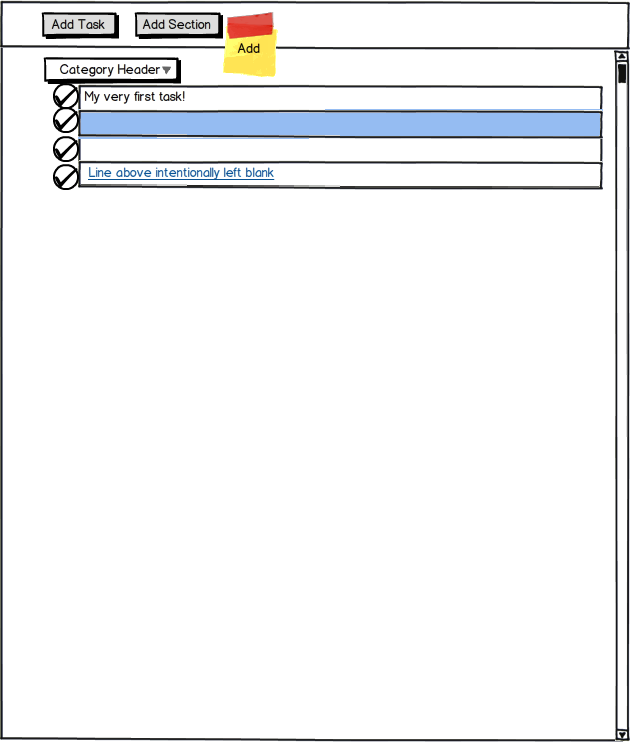 Add Task
Add Section
Add
Category Header
My very first task!
Line above intentionally left blank